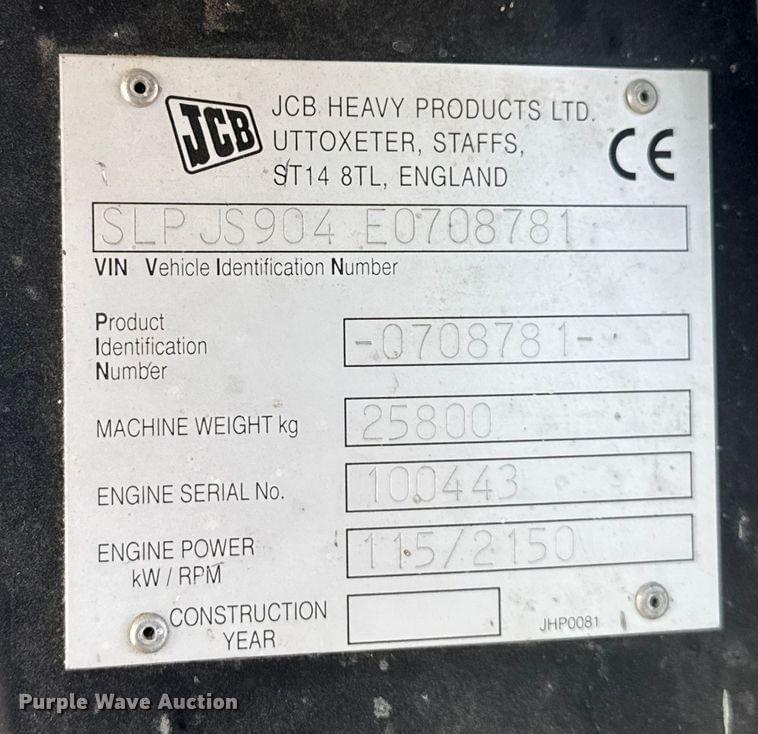 JCB
JCB HEAVY PRODUCTS LTD.
UTTOXETER, STAFFS,
ST14 8TL, ENGLAND
CE
SLP JS904 E0708781
VIN Vehicle Identification Number
Product
Identification
Number
-0708781-
MACHINE WEIGHT kg
25800
ENGINE SERIAL No.
100443
ENGINE POWER
kW / RPM
115/2150
CONSTRUCTION
YEAR
JHP0081
Purple Wave Auction